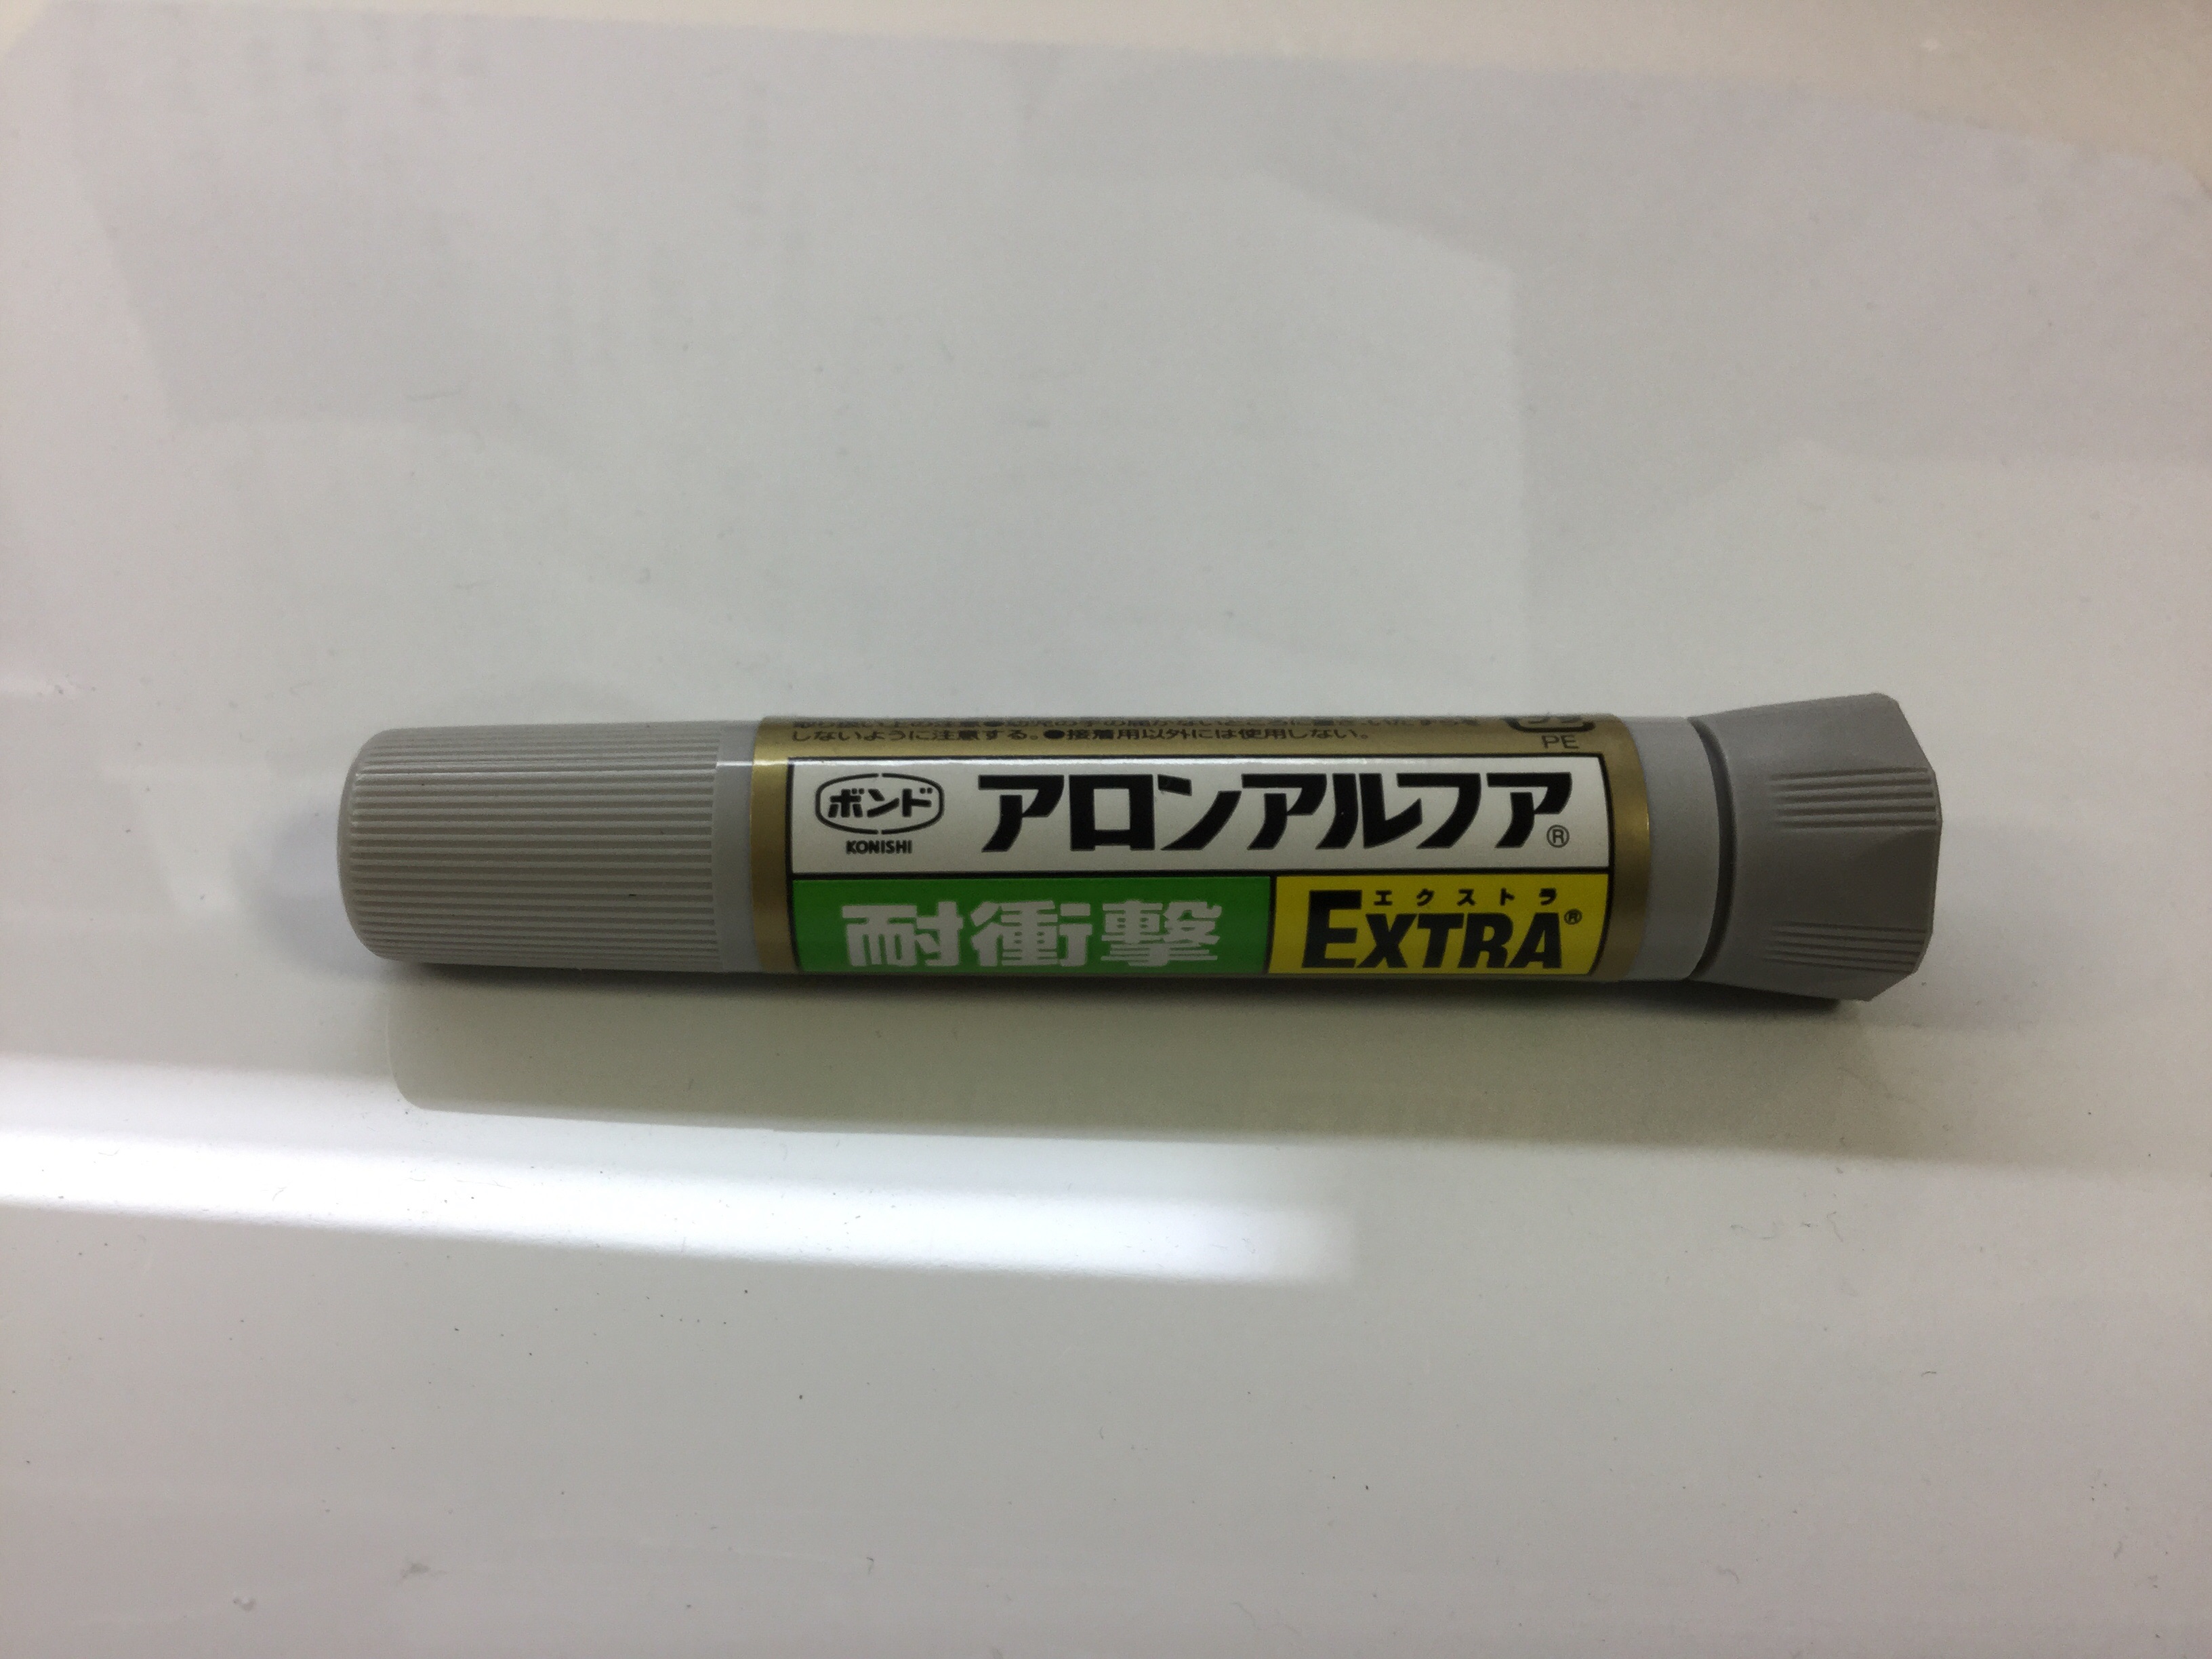 しないように注意する。●接着用以外には使用しない。
PE
ボンド
KONISHI
アロンアルフア®
耐衝撃
エクストラ
EXTRA®